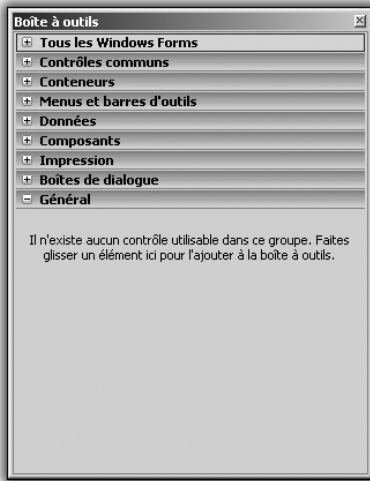 Boîte à outils
Tous les Windows Forms
Contrôles communs
Conteneurs
Menus et barres d'outils
Données
Composants
Impression
Boîtes de dialogue
Général
Il n'existe aucun contrôle utilisable dans ce groupe. Faites
glisser un élément ici pour l'ajouter à la boîte à outils.